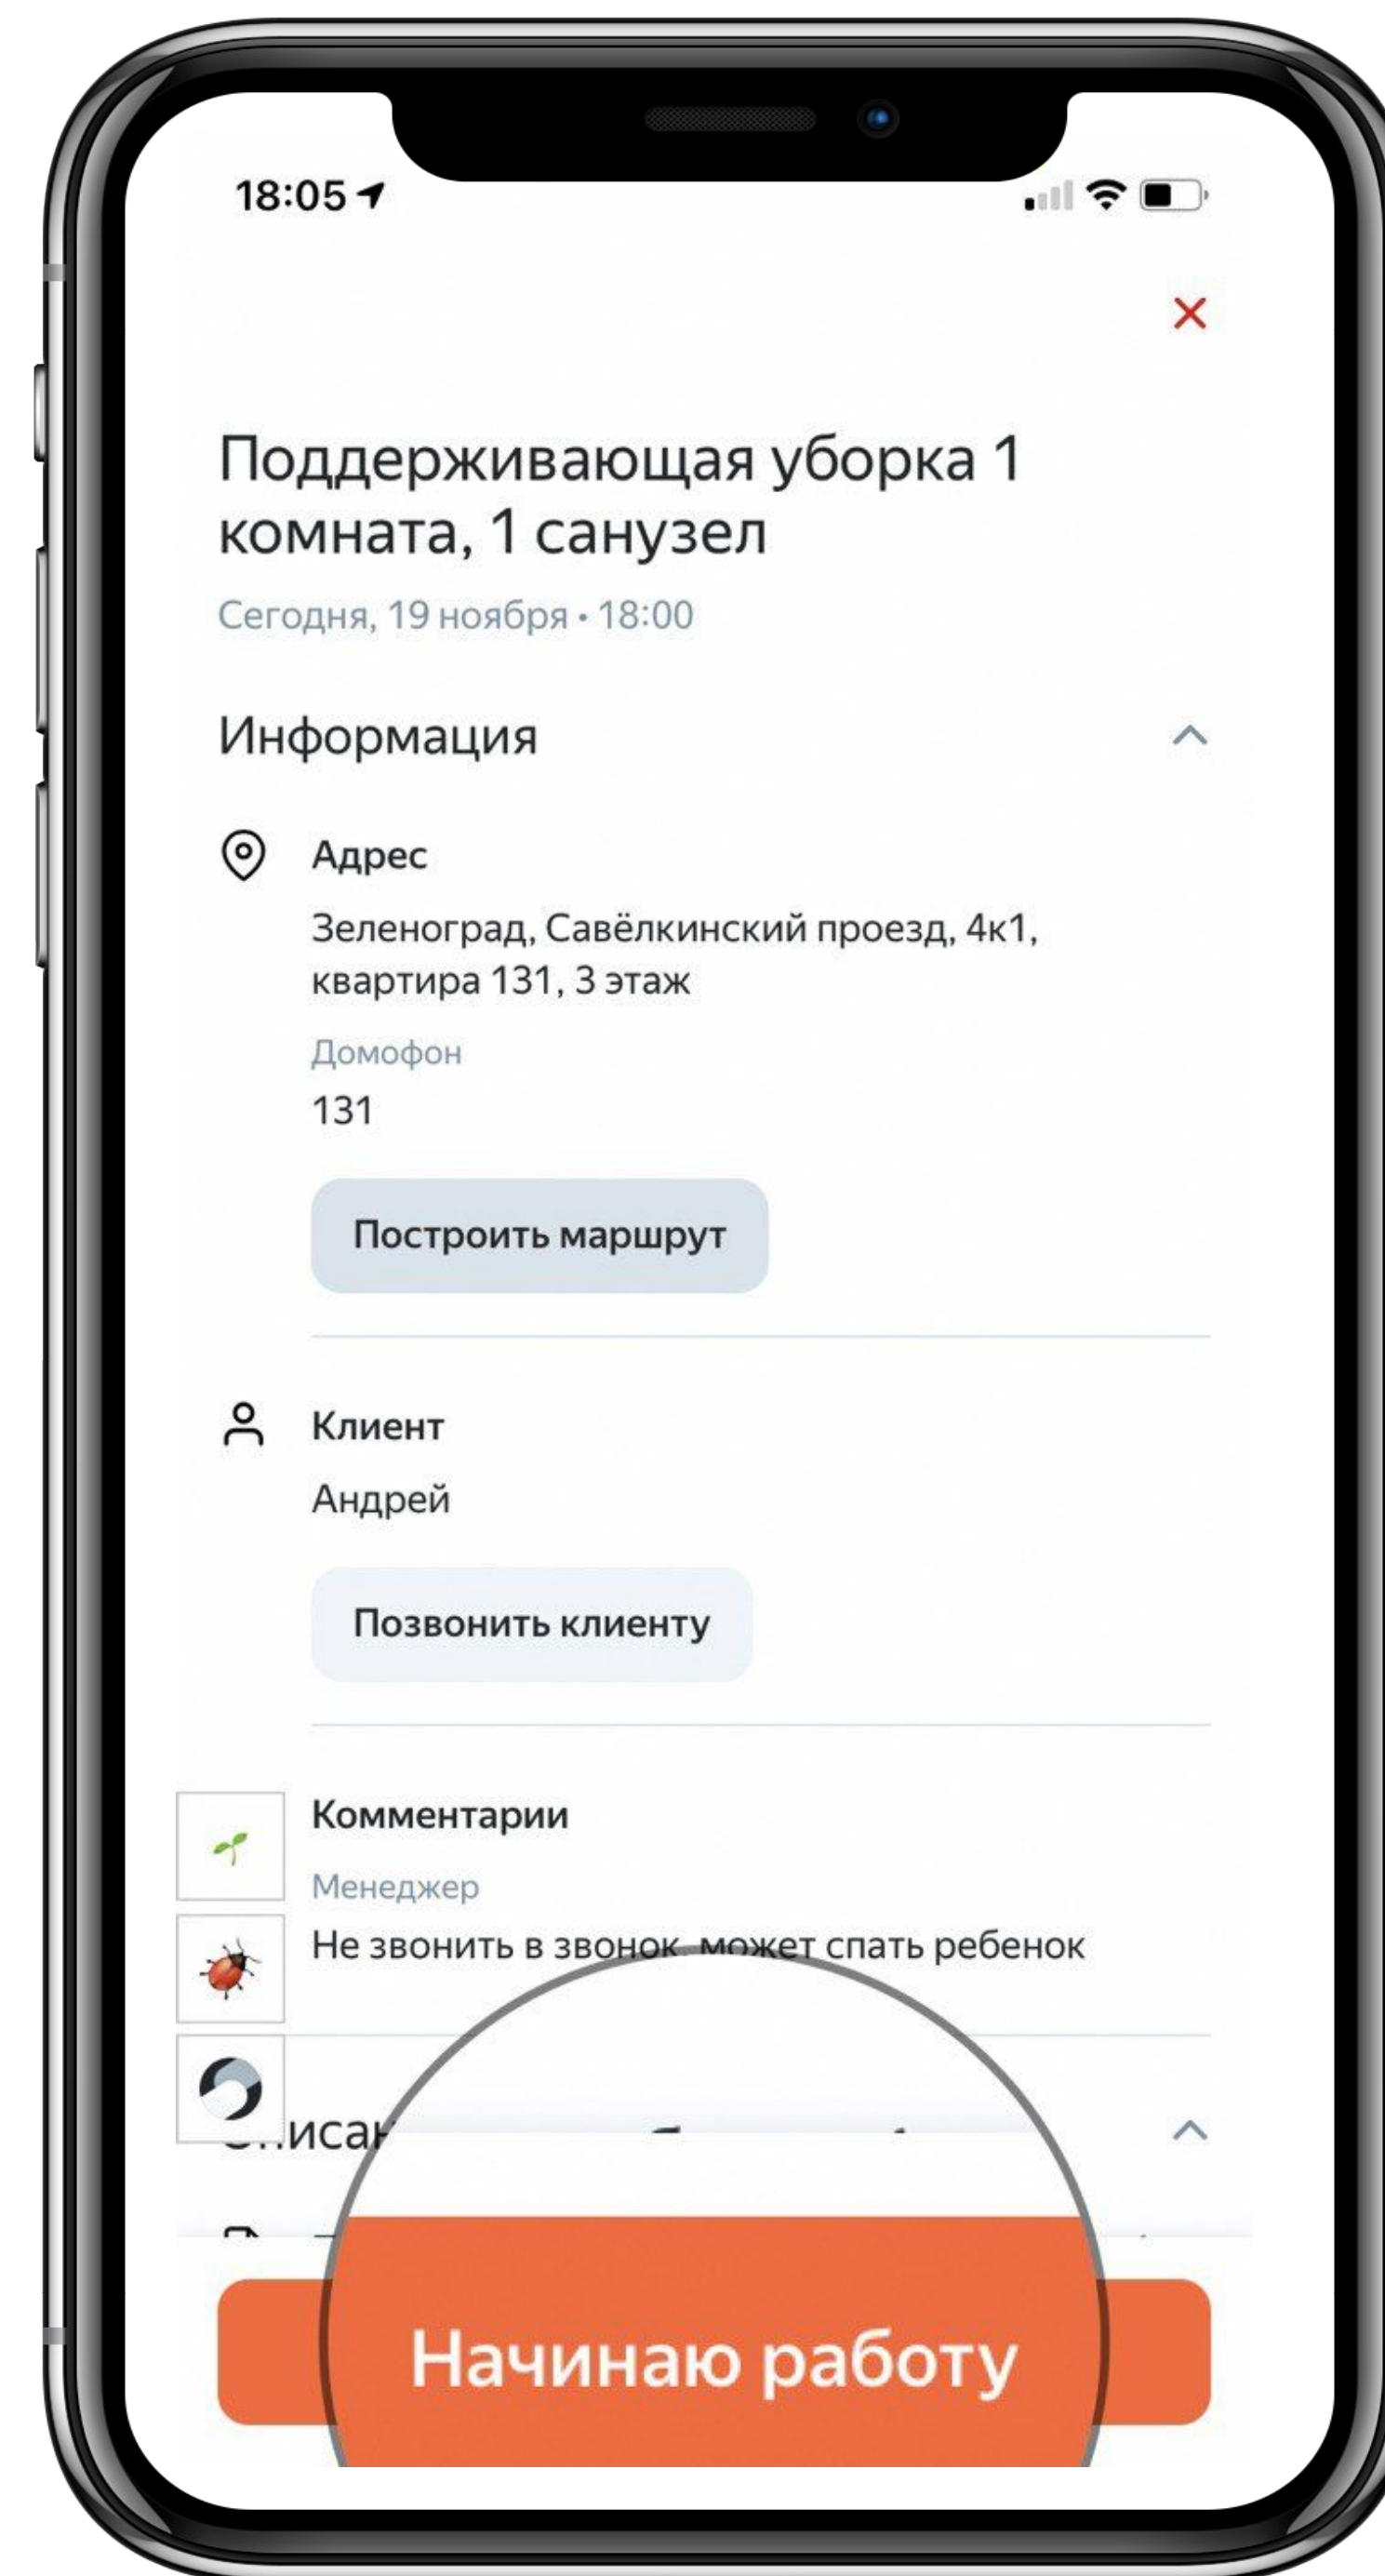 18:05
Поддерживающая уборка 1
комната, 1 санузел
Сегодня, 19 ноября • 18:00
Информация
Адрес
Зеленоград, Савёлкинский проезд, 4к1,
квартира 131, 3 этаж
Домофон
131
Построить маршрут
Клиент
Андрей
Позвонить клиенту
Комментарии
Менеджер
Не звонить в звонок, может спать ребенок
Начинаю работу